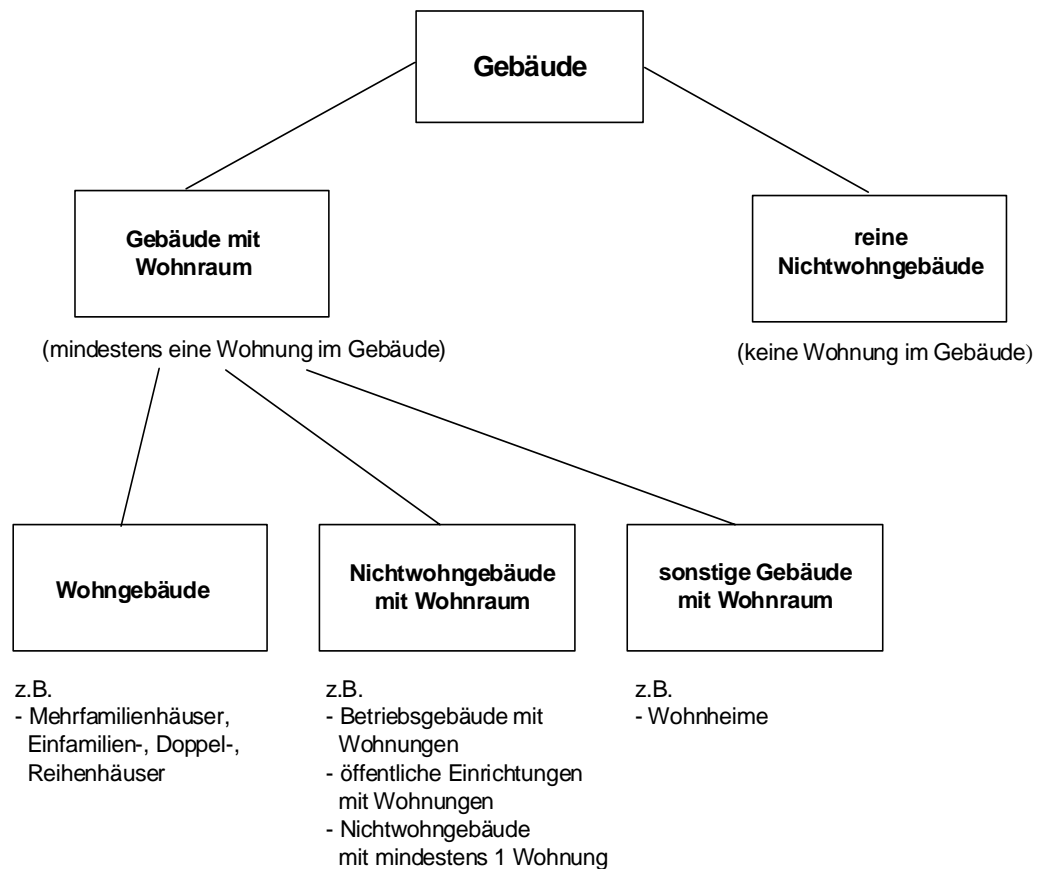 Gebäude
Gebäude mit
Wohnraum
reine
Nichtwohngebäude
(mindestens eine Wohnung im Gebäude)
(keine Wohnung im Gebäude)
Wohngebäude
Nichtwohngebäude
mit Wohnraum
sonstige Gebäude
mit Wohnraum
z.B.
- Mehrfamilienhäuser,
Einfamilien-, Doppel-,
Reihenhäuser
z.B.
- Betriebsgebäude mit
Wohnungen
- öffentliche Einrichtungen
mit Wohnungen
- Nichtwohngebäude
mit mindestens 1 Wohnung
z.B.
- Wohnheime